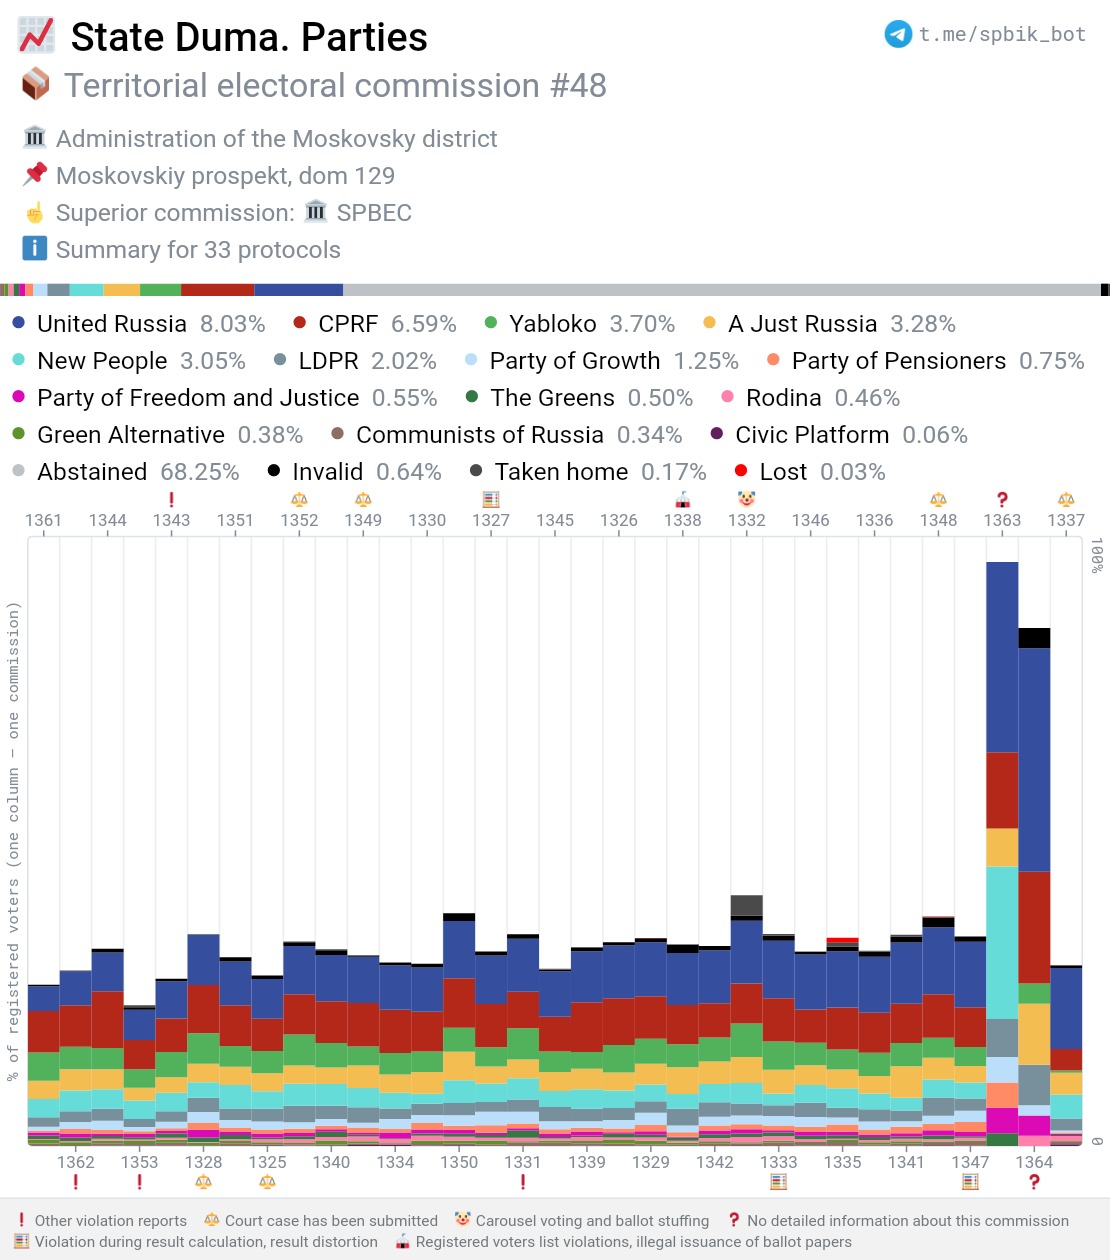 State Duma. Parties
t.me/spbik_bot
Territorial electoral commission #48
Administration of the Moskovsky district
Moskovskiy prospekt, dom 129
Superior commission: SPBEC
Summary for 33 protocols
United Russia 8.03% CPRF 6.59% Yabloko 3.70% A Just Russia 3.28%
New People 3.05% LDPR 2.02% Party of Growth 1.25% Party of Pensioners 0.75%
Party of Freedom and Justice 0.55% The Greens 0.50% Rodina 0.46%
Green Alternative 0.38% Communists of Russia 0.34% Civic Platform 0.06%
Abstained 68.25% Invalid 0.64% Taken home 0.17% Lost 0.03%
1361 1344 1343 1351 1352 1349 1330 1327 1345 1326 1338 1332 1346 1336 1348 1363 1337
100%
% of registered voters (one column – one commission)
0
1362 1353 1328 1325 1340 1334 1350 1331 1339 1329 1342 1333 1335 1341 1347 1364
Other violation reports Court case has been submitted Carousel voting and ballot stuffing No detailed information about this commission
Violation during result calculation, result distortion Registered voters list violations, illegal issuance of ballot papers